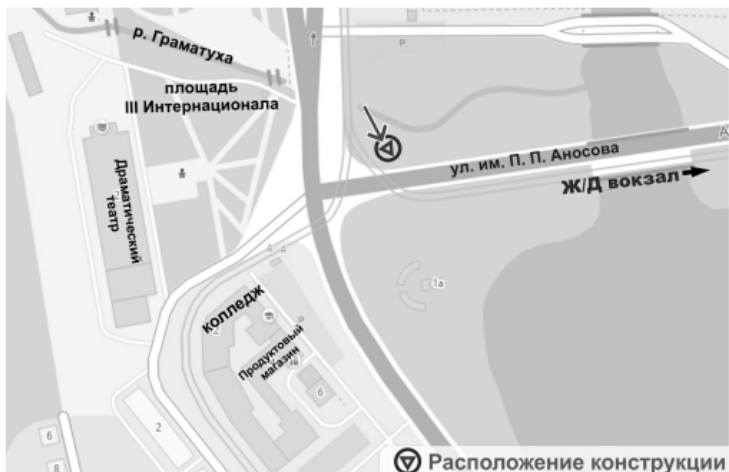 р. Граматуха
Р
площадь
III Интернационала
ул. им. П. П. Аносова
А
Ж/Д вокзал
Драматический
театр
1а
колледж
2
Р
Продуктовый
магазин
6
2
6
8
Расположение конструкции